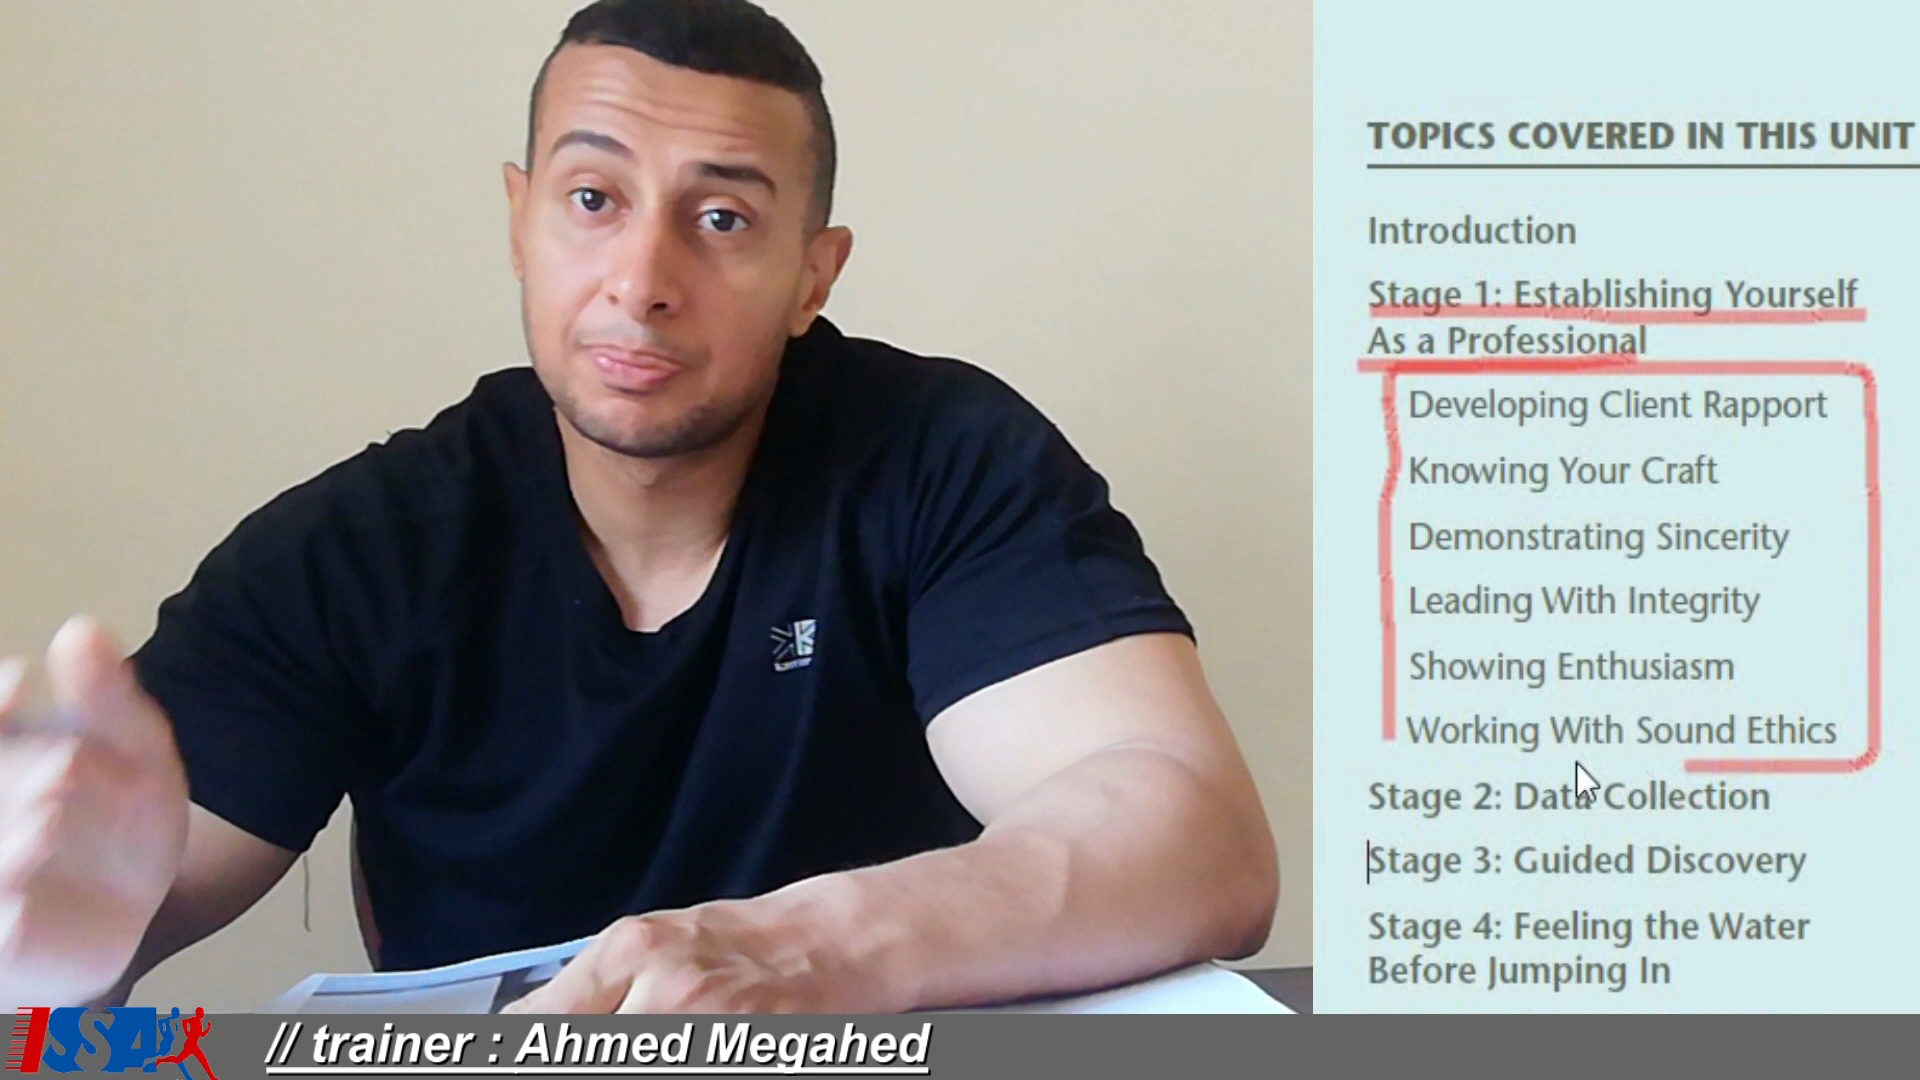 TOPICS COVERED IN THIS UNIT
Introduction
Stage 1: Establishing Yourself
As a Professional
Developing Client Rapport
Knowing Your Craft
Demonstrating Sincerity
Leading With Integrity
Showing Enthusiasm
Working With Sound Ethics
Stage 2: Data Collection
Stage 3: Guided Discovery
Stage 4: Feeling the Water
Before Jumping In
ISSA
// trainer : Ahmed Megahed